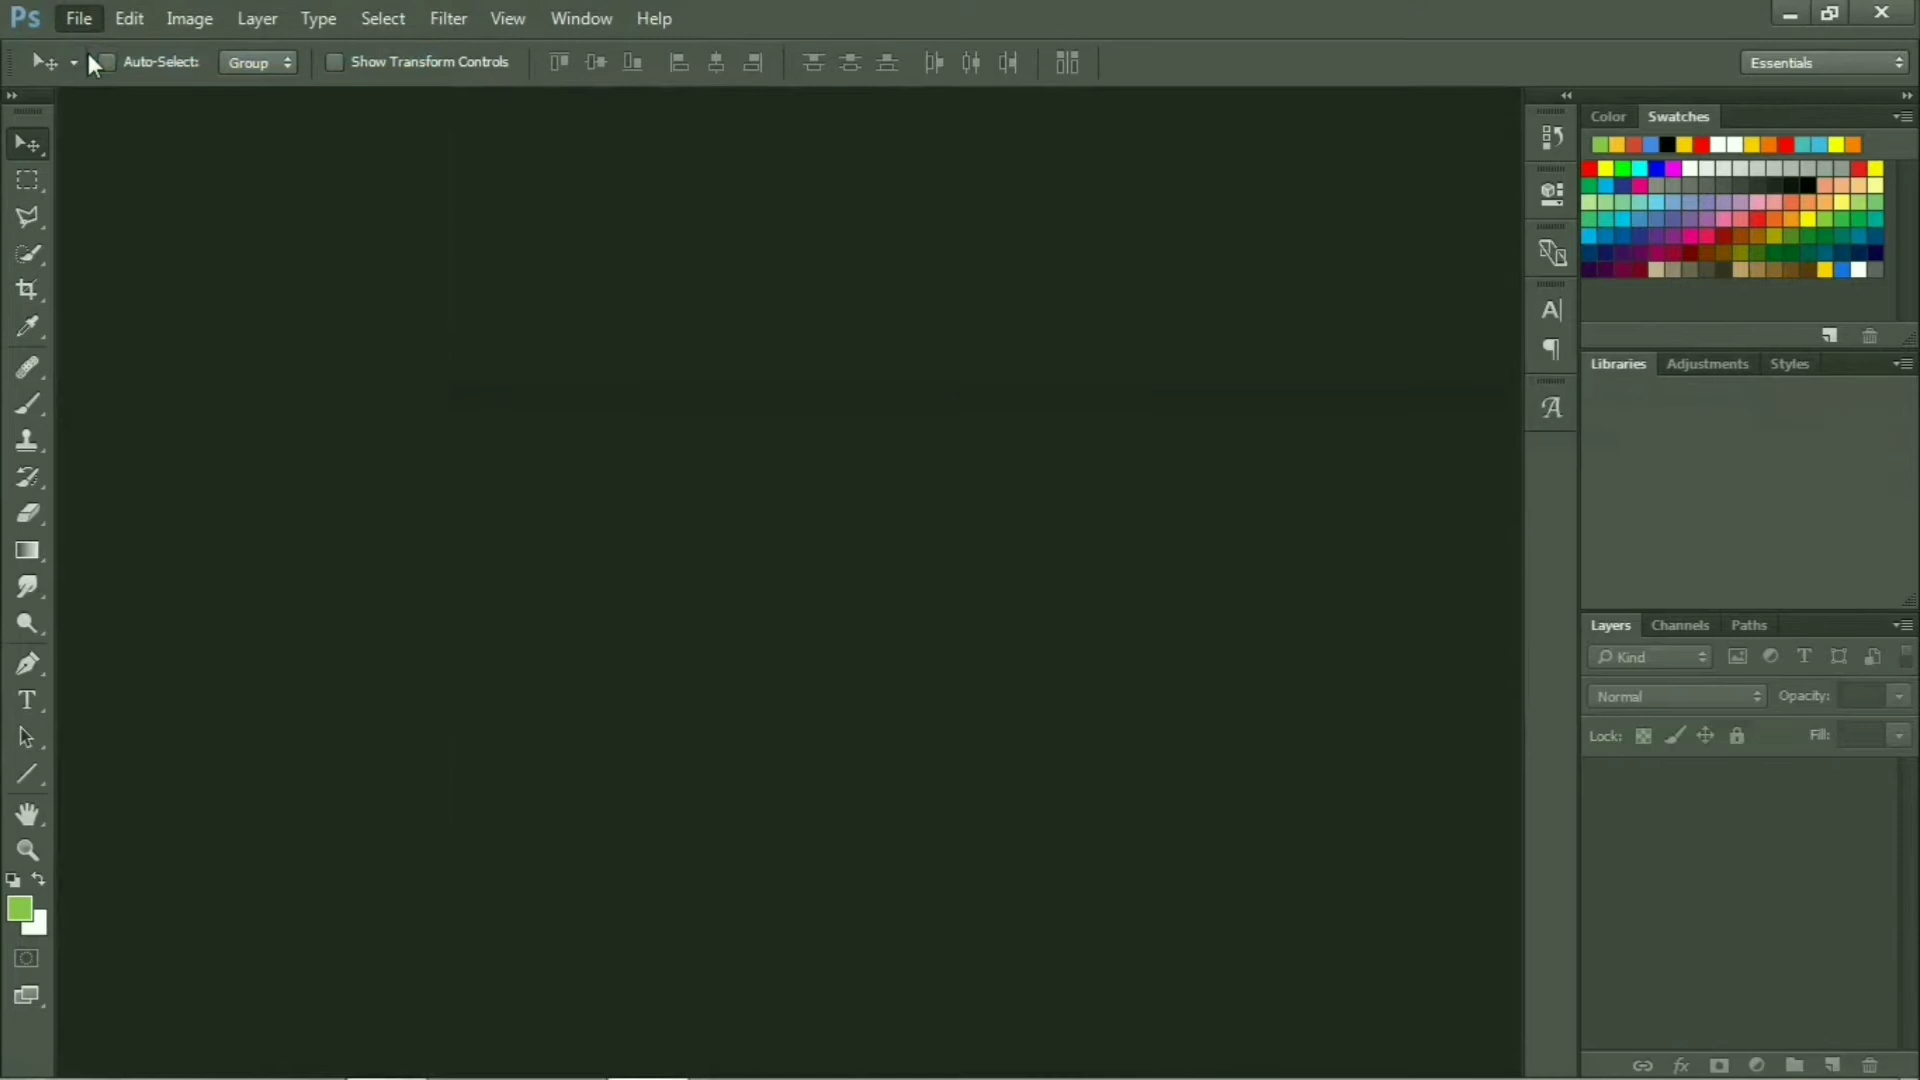 Ps File Edit Image Layer Type Select Filter View Window Help
Auto-Select: Group Show Transform Controls Essentials
Color Swatches
Libraries Adjustments Styles
Layers Channels Paths
Kind
Normal Opacity:
Lock: Fill: